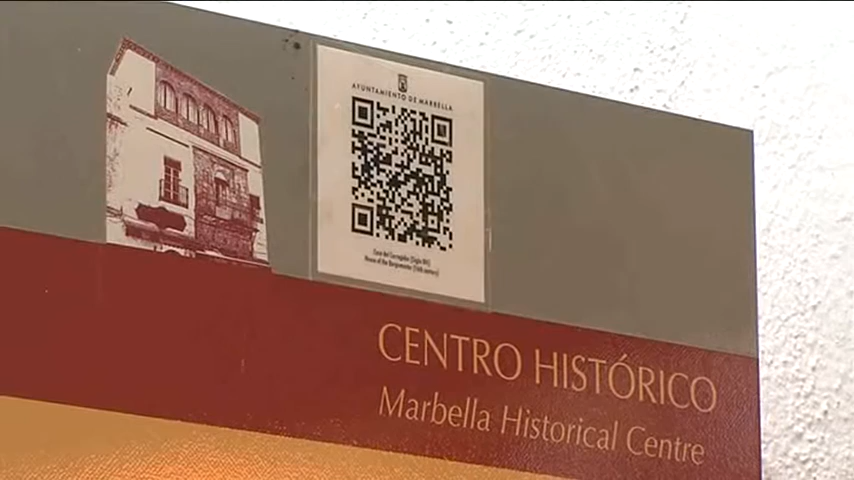 AYUNTAMIENTO DE MARBELLA
Casa del Corregidor (Siglo XVI)
House of the Burgomaster (16th century)
CENTRO HISTÓRICO
Marbella Historical Centre